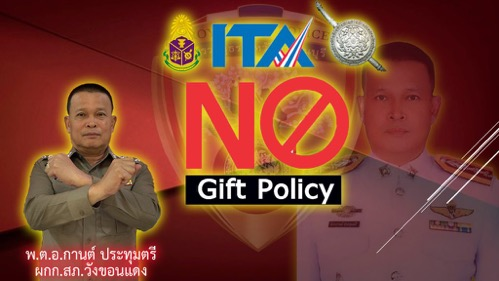 ITA
NO
Gift Policy
พ.ต.อ.กานต์ ประทุมตรี
ผกก.สภ.วังขอนแดง